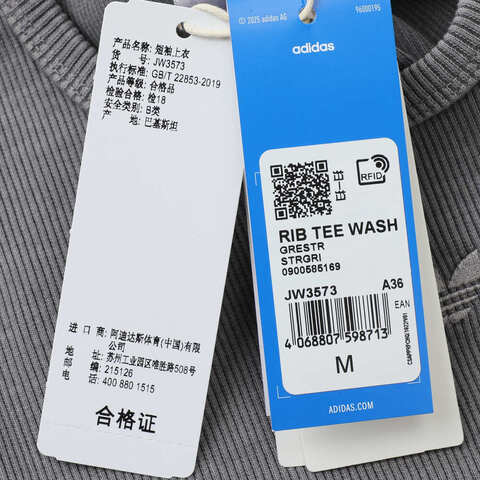 产品名称: 短袖上衣
货 号: JW3573
执行标准: GB/T 22853-2019
产品等级: 合格品
检验合格: 检18
安全类别: B类
产 地: 巴基斯坦
进 口 商: 阿迪达斯体育(中国)有限公司
地 址: 苏州工业园区唯胜路508号
邮 编: 215126
电 话: 400 880 1515
合格证
© 2025 adidas AG
96000195
adidas
RFID
RIB TEE WASH
GRESTR
STRGRI
0900585169
JW3573 A36
EAN
4 068807 598713
M
ADIDAS.COM